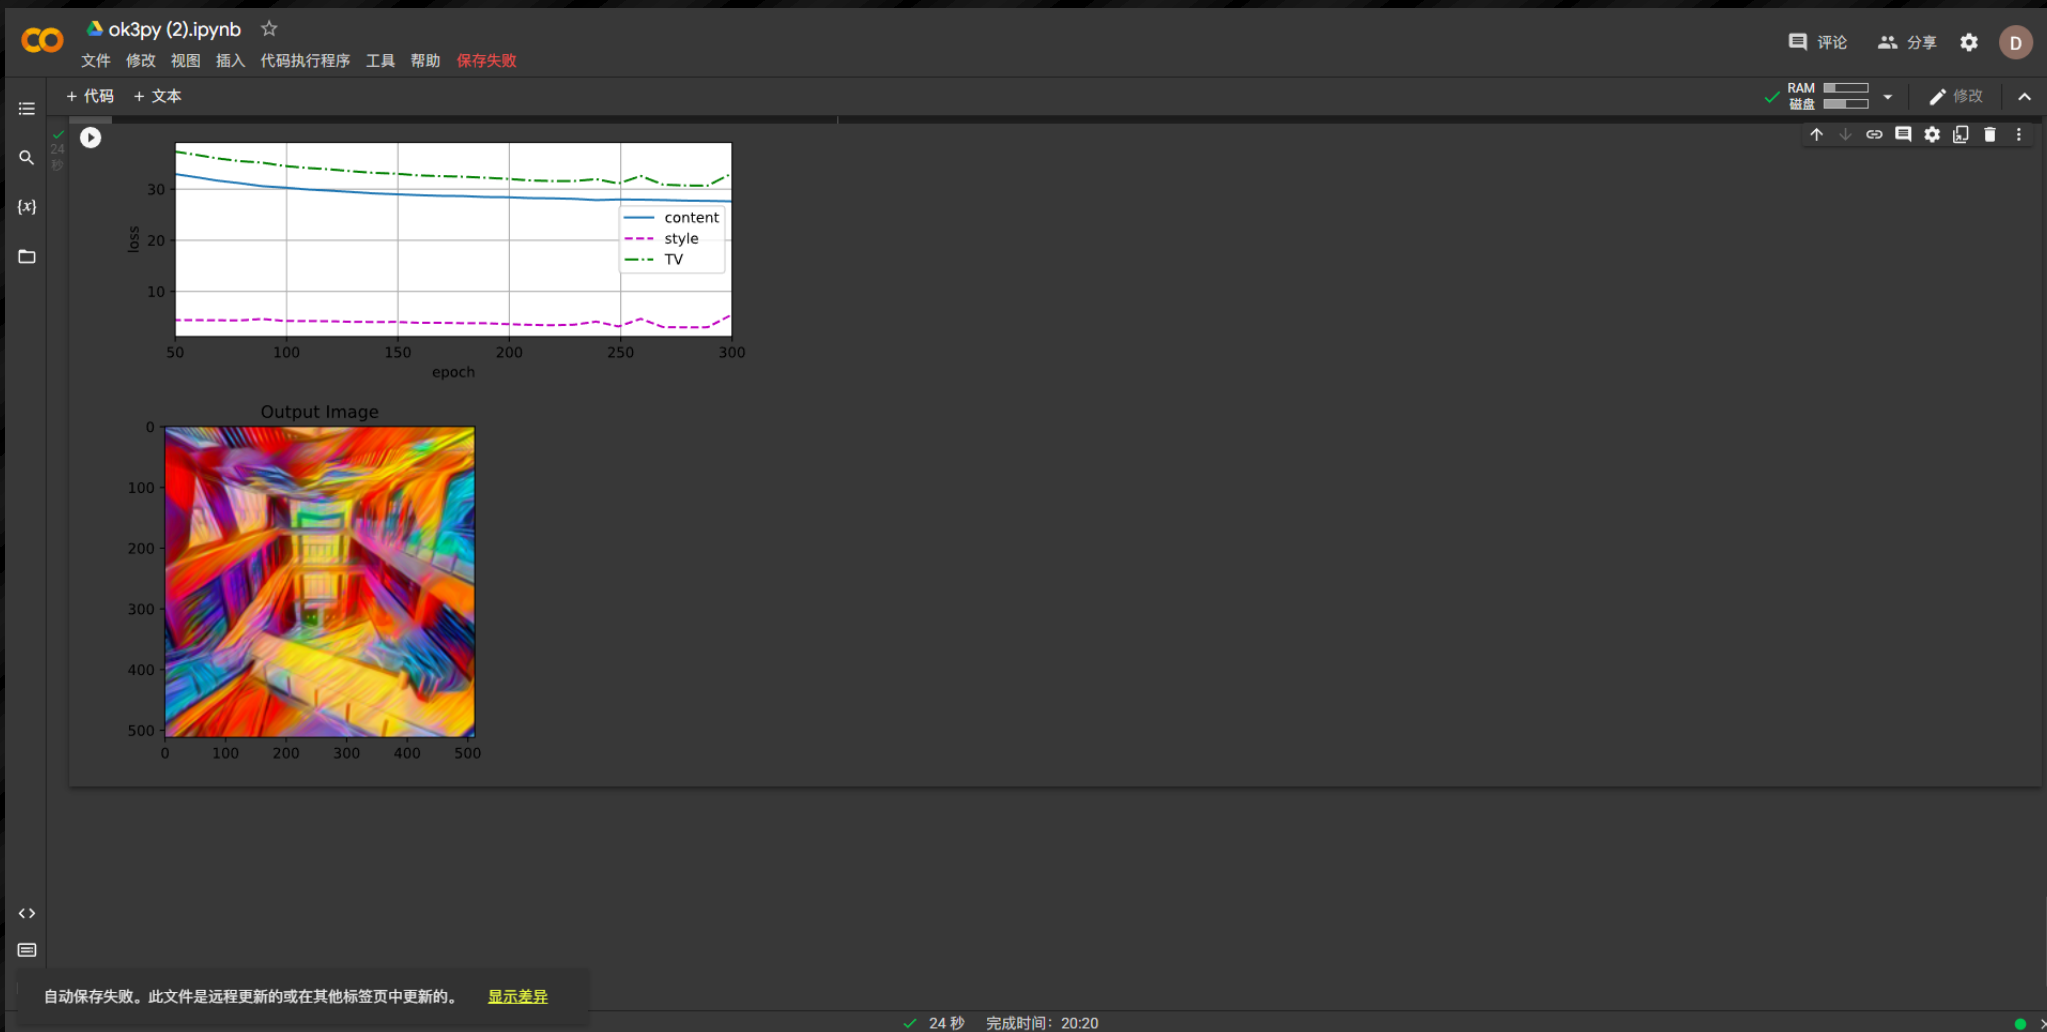 ok3py (2).ipynb
文件 修改 视图 插入 代码执行程序 工具 帮助 保存失败
评论 分享 D
+ 代码 + 文本
RAM
磁盘
修改
24
秒
{x}
30
20
10
loss
content
style
TV
50 100 150 200 250 300
epoch
Output Image
0
100
200
300
400
500
0 100 200 300 400 500
自动保存失败。此文件是远程更新的或在其他标签页中更新的。 显示差异
24 秒 完成时间：20:20